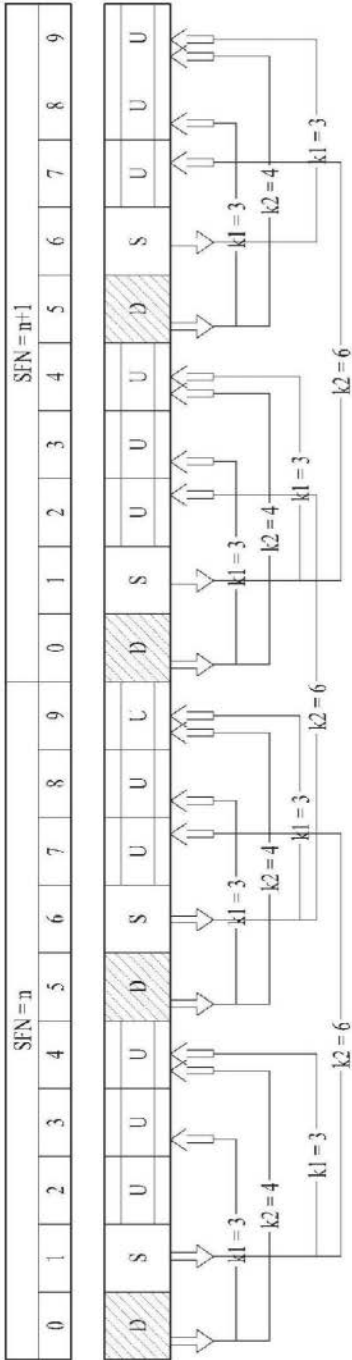 SFN = n SFN = n+1
0 1 2 3 4 5 6 7 8 9 0 1 2 3 4 5 6 7 8 9
D S U U U D S U U U D S U U U D S U U U
k1 = 3 k1 = 3 k1 = 3 k1 = 3
k2 = 4 k2 = 4 k2 = 4 k2 = 4
k1 = 3 k1 = 3 k1 = 3 k1 = 3
k2 = 6 k2 = 6 k2 = 6